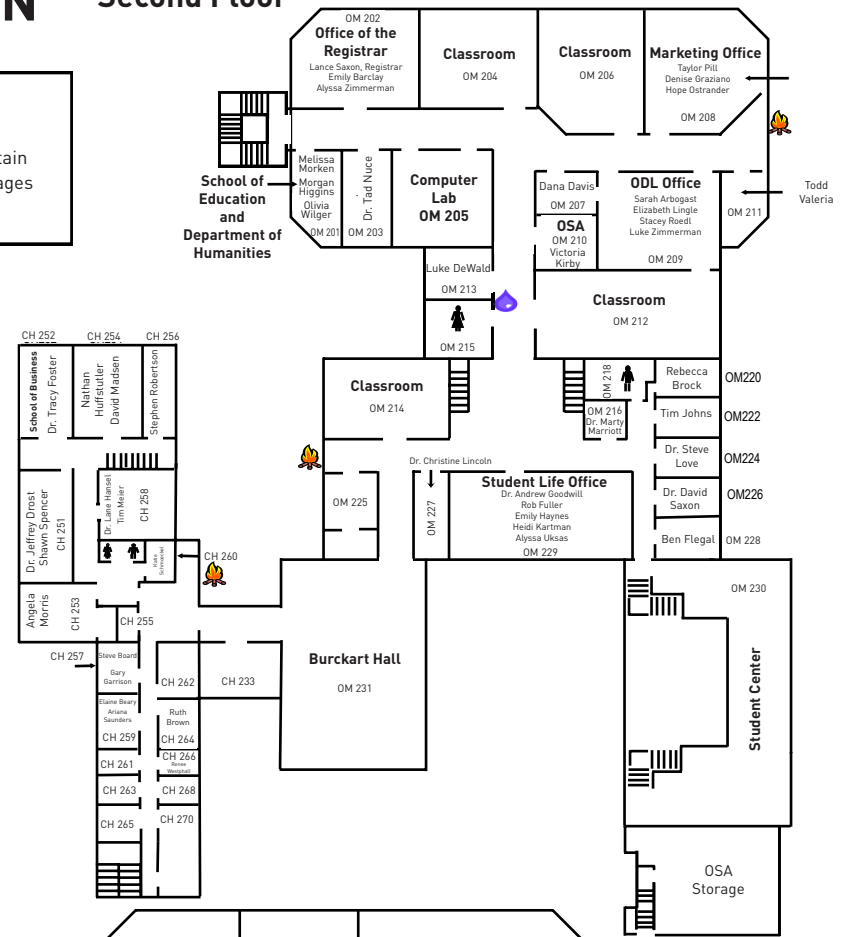 N
Second Floor
tain
ages
OM 202
Office of the
Registrar
Lance Saxon, Registrar
Emily Barclay
Alyssa Zimmerman
Classroom
OM 204
Classroom
OM 206
Marketing Office
Taylor Pill
Denise Graziano
Hope Ostrander
OM 208
School of
Education
and
Department of
Humanities
Melissa
Morken
Morgan
Higgins
Olivia
Wilger
OM 201
Dr. Tad Nuce
OM 203
Computer
Lab
OM 205
Dana Davis
OM 207
OSA
OM 210
Victoria
Kirby
ODL Office
Sarah Arbogast
Elizabeth Lingle
Stacey Roedl
Luke Zimmerman
OM 209
OM 211
Todd
Valeria
Luke DeWald
OM 213
OM 215
Classroom
OM 212
CH 252
CH 254
CH 256
School of Business
Dr. Tracy Foster
Nathan
Huffstutler
David Madsen
Stephen Robertson
Classroom
OM 214
OM 218
OM 216
Dr. Marty
Marriott
Rebecca
Brock
OM220
Tim Johns
OM222
Dr. Steve
Love
OM224
Dr. David
Saxon
OM226
Ben Flegal
OM 228
Dr. Christine Lincoln
OM 225
OM 227
Student Life Office
Dr. Andrew Goodwill
Rob Fuller
Emily Haynes
Heidi Kartman
Alyssa Uksas
OM 229
Dr. Jeffrey Drost
Shawn Spencer
CH 251
Dr. Lane Hansel
Tim Meier
CH 258
CH 260
Angela
Morris
CH 253
CH 255
CH 257
Steve Board
Gary
Garrison
CH 262
CH 233
Burckart Hall
OM 231
OM 230
Student Center
Elaine Beary
Ariana
Saunders
CH 259
Ruth
Brown
CH 264
CH 266
Renee
Westphall
CH 261
CH 263
CH 268
CH 265
CH 270
OSA
Storage